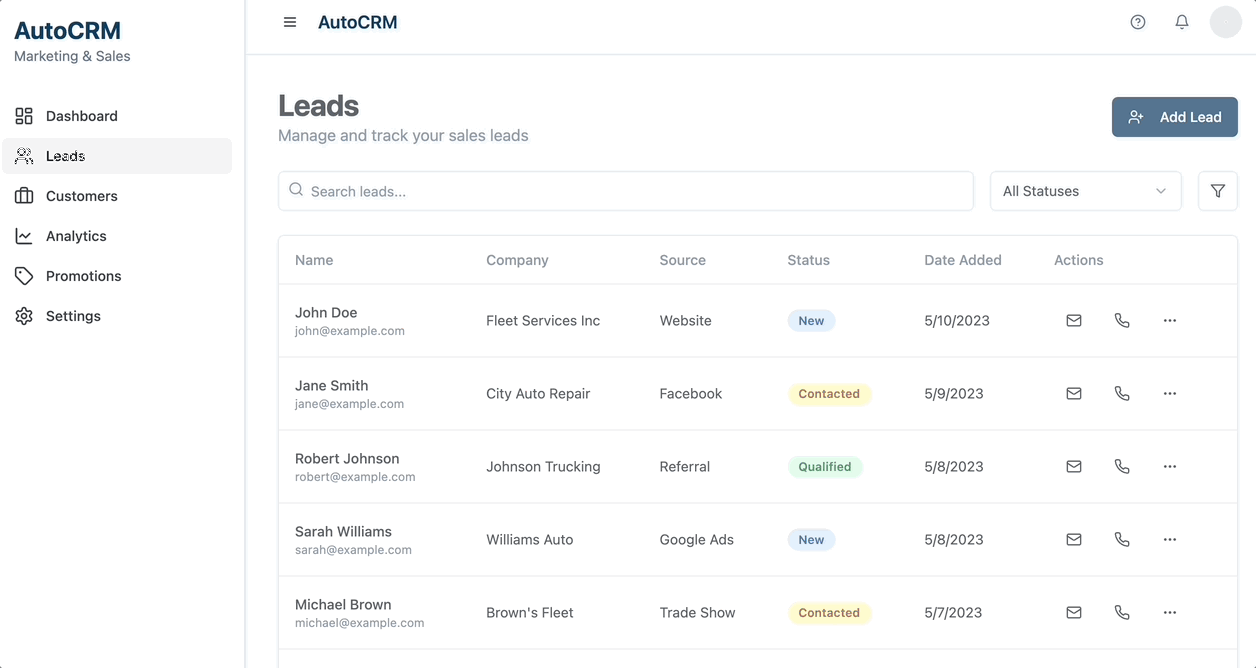 AutoCRM
Marketing & Sales
Dashboard
Leads
Customers
Analytics
Promotions
Settings
AutoCRM
Leads
Manage and track your sales leads
Add Lead
Search leads...
All Statuses
Name Company Source Status Date Added Actions
John Doe
john@example.com
Fleet Services Inc Website New 5/10/2023
Jane Smith
jane@example.com
City Auto Repair Facebook Contacted 5/9/2023
Robert Johnson
robert@example.com
Johnson Trucking Referral Qualified 5/8/2023
Sarah Williams
sarah@example.com
Williams Auto Google Ads New 5/8/2023
Michael Brown
michael@example.com
Brown's Fleet Trade Show Contacted 5/7/2023